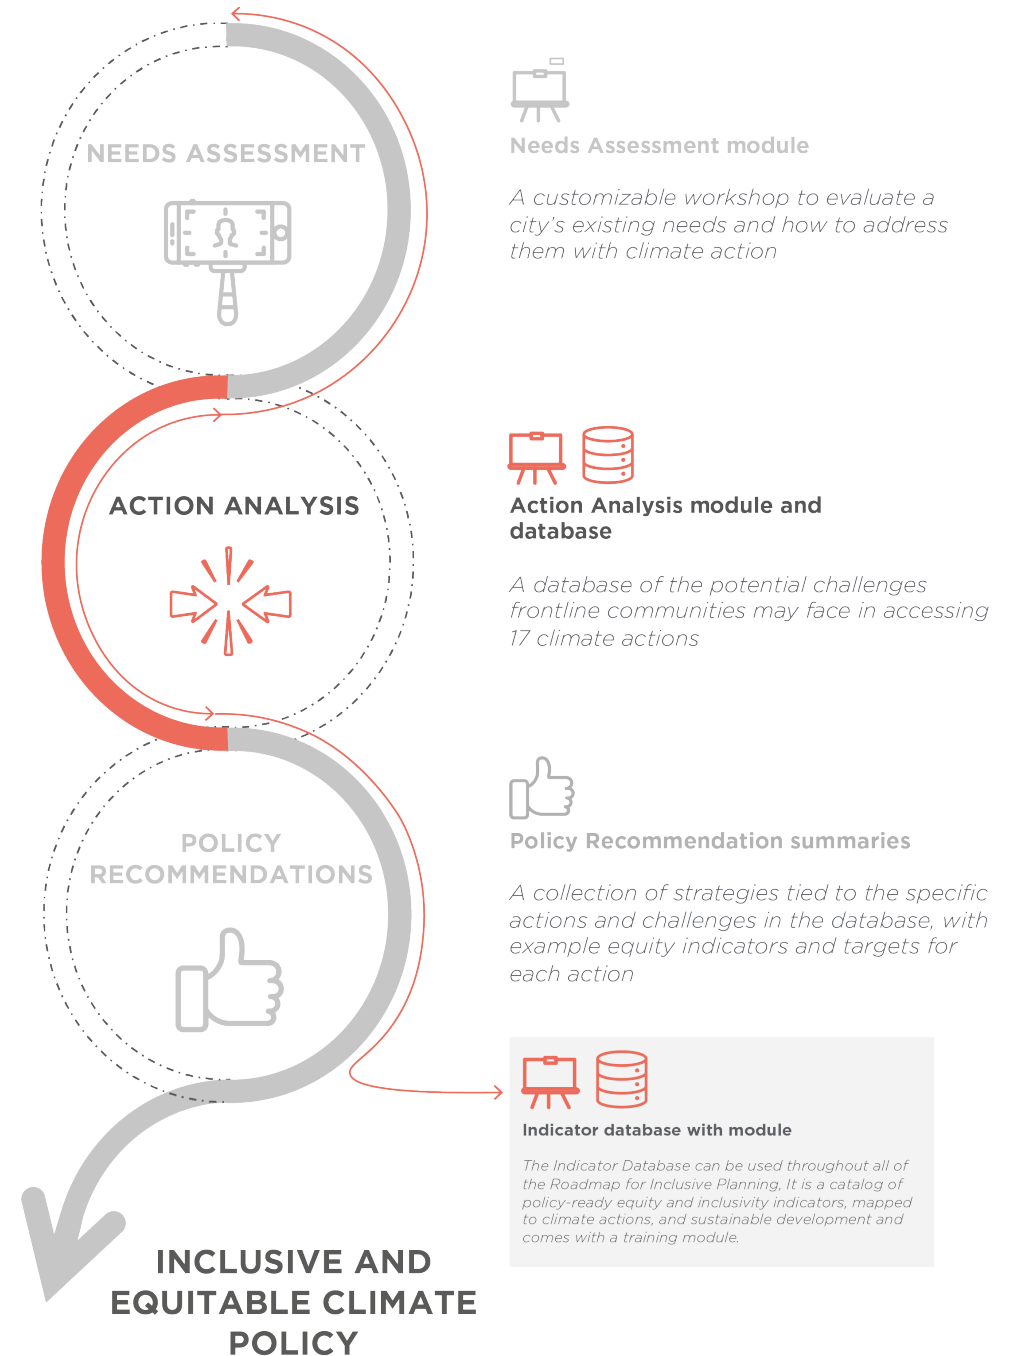 NEEDS ASSESSMENT
Needs Assessment module
A customizable workshop to evaluate a
city’s existing needs and how to address
them with climate action
ACTION ANALYSIS
Action Analysis module and
database
A database of the potential challenges
frontline communities may face in accessing
17 climate actions
POLICY
RECOMMENDATIONS
Policy Recommendation summaries
A collection of strategies tied to the specific
actions and challenges in the database, with
example equity indicators and targets for
each action
Indicator database with module
The Indicator Database can be used throughout all of
the Roadmap for Inclusive Planning, It is a catalog of
policy-ready equity and inclusivity indicators, mapped
to climate actions, and sustainable development and
comes with a training module.
INCLUSIVE AND
EQUITABLE CLIMATE
POLICY